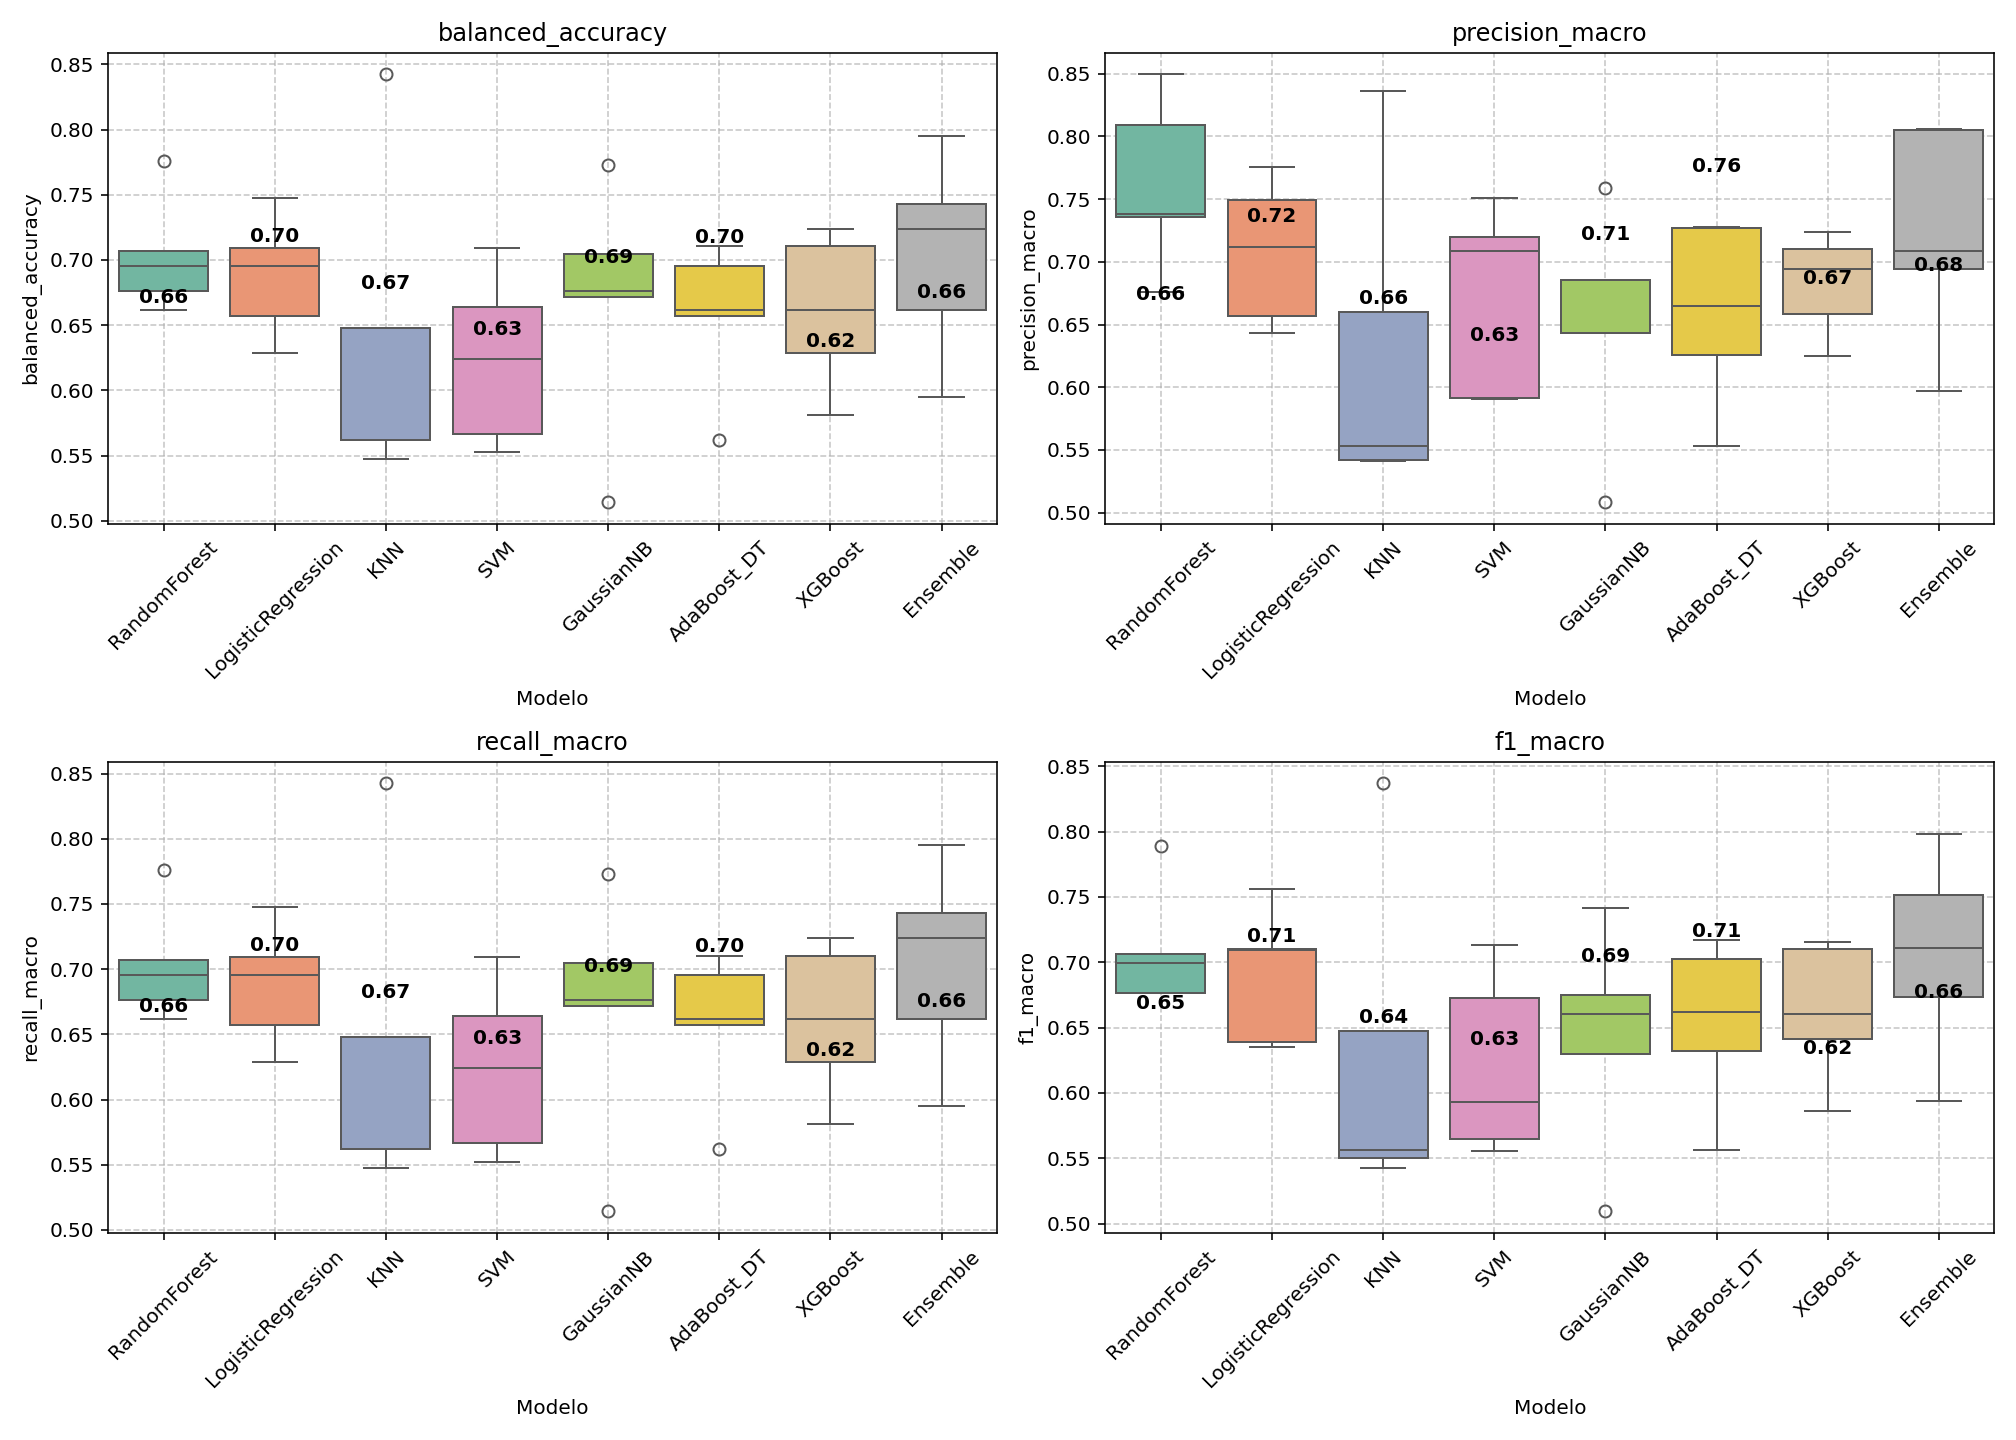 balanced_accuracy
balanced_accuracy
0.85
0.80
0.75
0.70
0.65
0.60
0.55
0.50
0.66
0.70
0.67
0.63
0.69
0.70
0.62
0.66
RandomForest
LogisticRegression
KNN
SVM
GaussianNB
AdaBoost_DT
XGBoost
Ensemble
Modelo
precision_macro
precision_macro
0.85
0.80
0.75
0.70
0.65
0.60
0.55
0.50
0.66
0.72
0.66
0.63
0.71
0.76
0.67
0.68
RandomForest
LogisticRegression
KNN
SVM
GaussianNB
AdaBoost_DT
XGBoost
Ensemble
Modelo
recall_macro
recall_macro
0.85
0.80
0.75
0.70
0.65
0.60
0.55
0.50
0.66
0.70
0.67
0.63
0.69
0.70
0.62
0.66
RandomForest
LogisticRegression
KNN
SVM
GaussianNB
AdaBoost_DT
XGBoost
Ensemble
Modelo
f1_macro
f1_macro
0.85
0.80
0.75
0.70
0.65
0.60
0.55
0.50
0.65
0.71
0.64
0.63
0.69
0.71
0.62
0.66
RandomForest
LogisticRegression
KNN
SVM
GaussianNB
AdaBoost_DT
XGBoost
Ensemble
Modelo